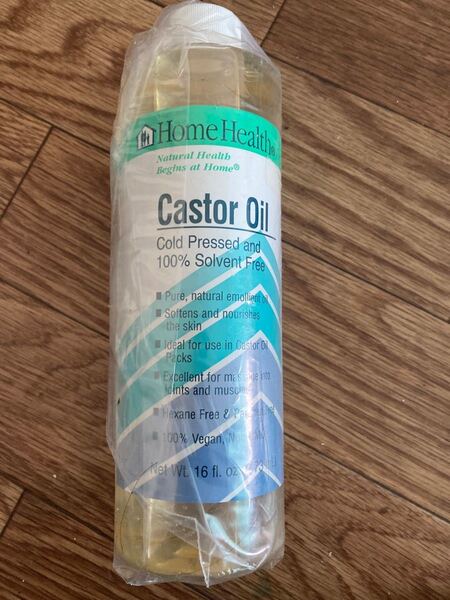 Home Health®
Natural Health
Begins at Home®
Castor Oil
Cold Pressed and
100% Solvent Free
Pure, natural emollient oil
Softens and nourishes
the skin
Ideal for use in Castor Oil
Packs
Excellent for massage into
joints and muscles
Hexane Free &
100% Vegan,
Net Wt. 16 fl. oz